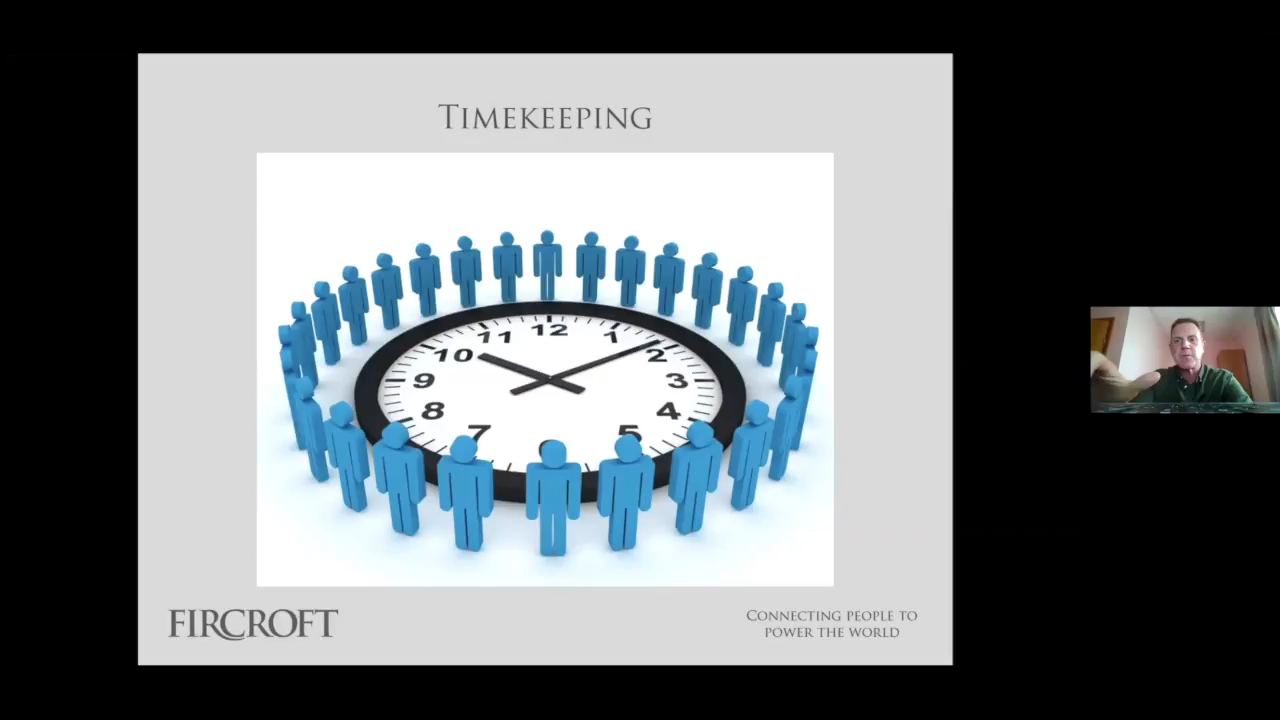 TIMEKEEPING
12
11
1
10
2
9
3
8
4
7
5
FIRCROFT
CONNECTING PEOPLE TO
POWER THE WORLD